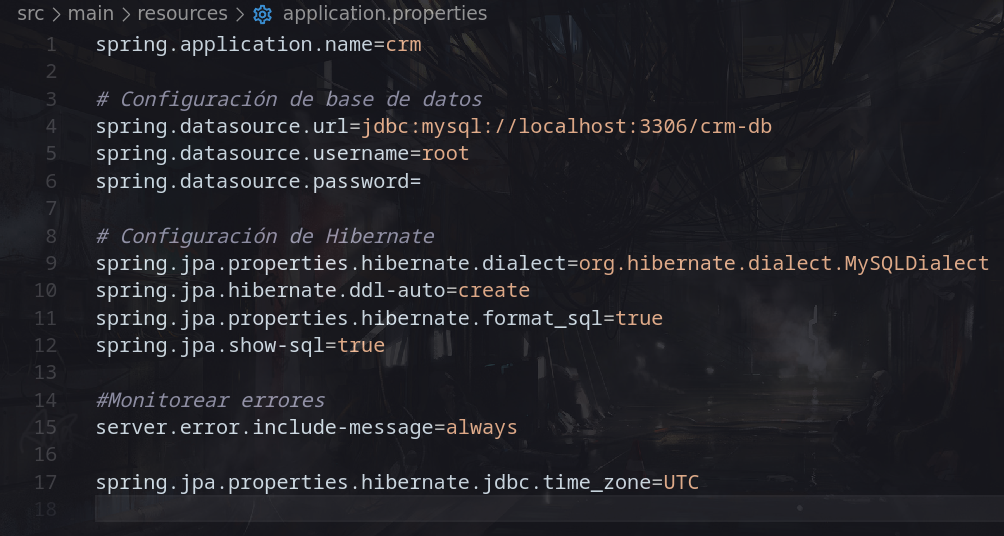 src > main > resources > application.properties
1 spring.application.name=crm
2
3 # Configuración de base de datos
4 spring.datasource.url=jdbc:mysql://localhost:3306/crm-db
5 spring.datasource.username=root
6 spring.datasource.password=
7
8 # Configuración de Hibernate
9 spring.jpa.properties.hibernate.dialect=org.hibernate.dialect.MySQLDialect
10 spring.jpa.hibernate.ddl-auto=create
11 spring.jpa.properties.hibernate.format_sql=true
12 spring.jpa.show-sql=true
13
14 #Monitorear errores
15 server.error.include-message=always
16
17 spring.jpa.properties.hibernate.jdbc.time_zone=UTC
18